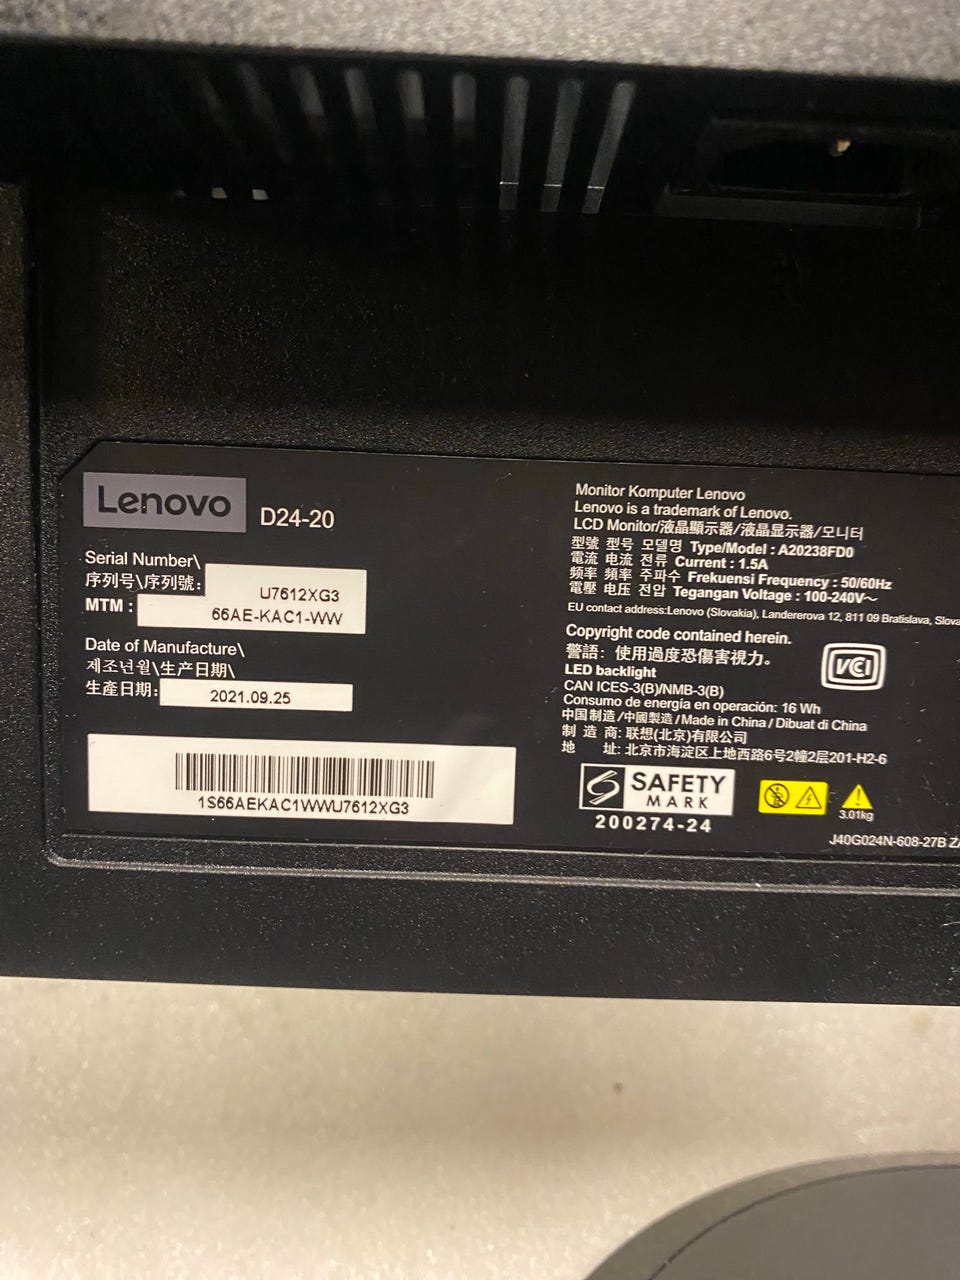 Lenovo D24-20
Serial Number\
序列号\序列號: U7612XG3
MTM : 66AE-KAC1-WW
Date of Manufacture\
제조년월\生产日期\
生產日期: 2021.09.25
1S66AEKAC1WWU7612XG3
Monitor Komputer Lenovo
Lenovo is a trademark of Lenovo.
LCD Monitor/液晶顯示器/液晶显示器/모니터
型號 型号 모델명 Type/Model : A20238FD0
電流 电流 전류 Current : 1.5A
频率 頻率 주파수 Frekuensi Frequency : 50/60Hz
電壓 电压 전압 Tegangan Voltage : 100-240V～
EU contact address:Lenovo (Slovakia), Landererova 12, 811 09 Bratislava,
Copyright code contained herein.
警語: 使用過度恐傷害視力。
VCCI
LED backlight
CAN ICES-3(B)/NMB-3(B)
Consumo de energía en operación: 16 Wh
中国制造/中國製造/Made in China / Dibuat di China
制 造 商: 联想(北京)有限公司
地 址: 北京市海淀区上地西路6号2幢2层201-H2-6
SAFETY
MARK
200274-24
3.01kg
J40G024N-608-27B